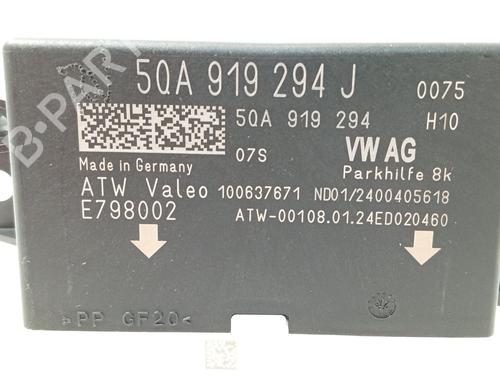 5QA 919 294 J 0075
5QA 919 294 H10
07S VW AG
Made in Germany Parkhilfe 8k
ATW Valeo 100637671 ND01/2400405618
E798002 ATW-00108.01.24ED020460
>PP GF20<
B-PARTS